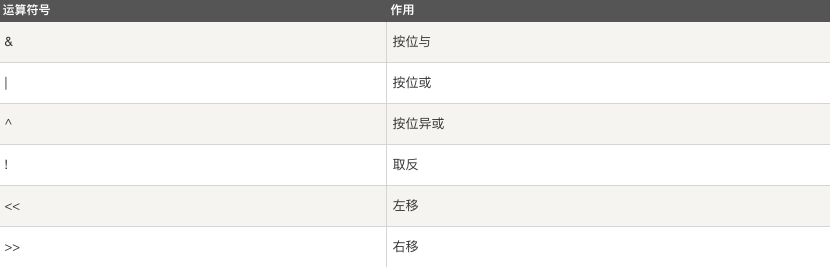 运算符号 作用
& 按位与
| 按位或
^ 按位异或
! 取反
<< 左移
>> 右移